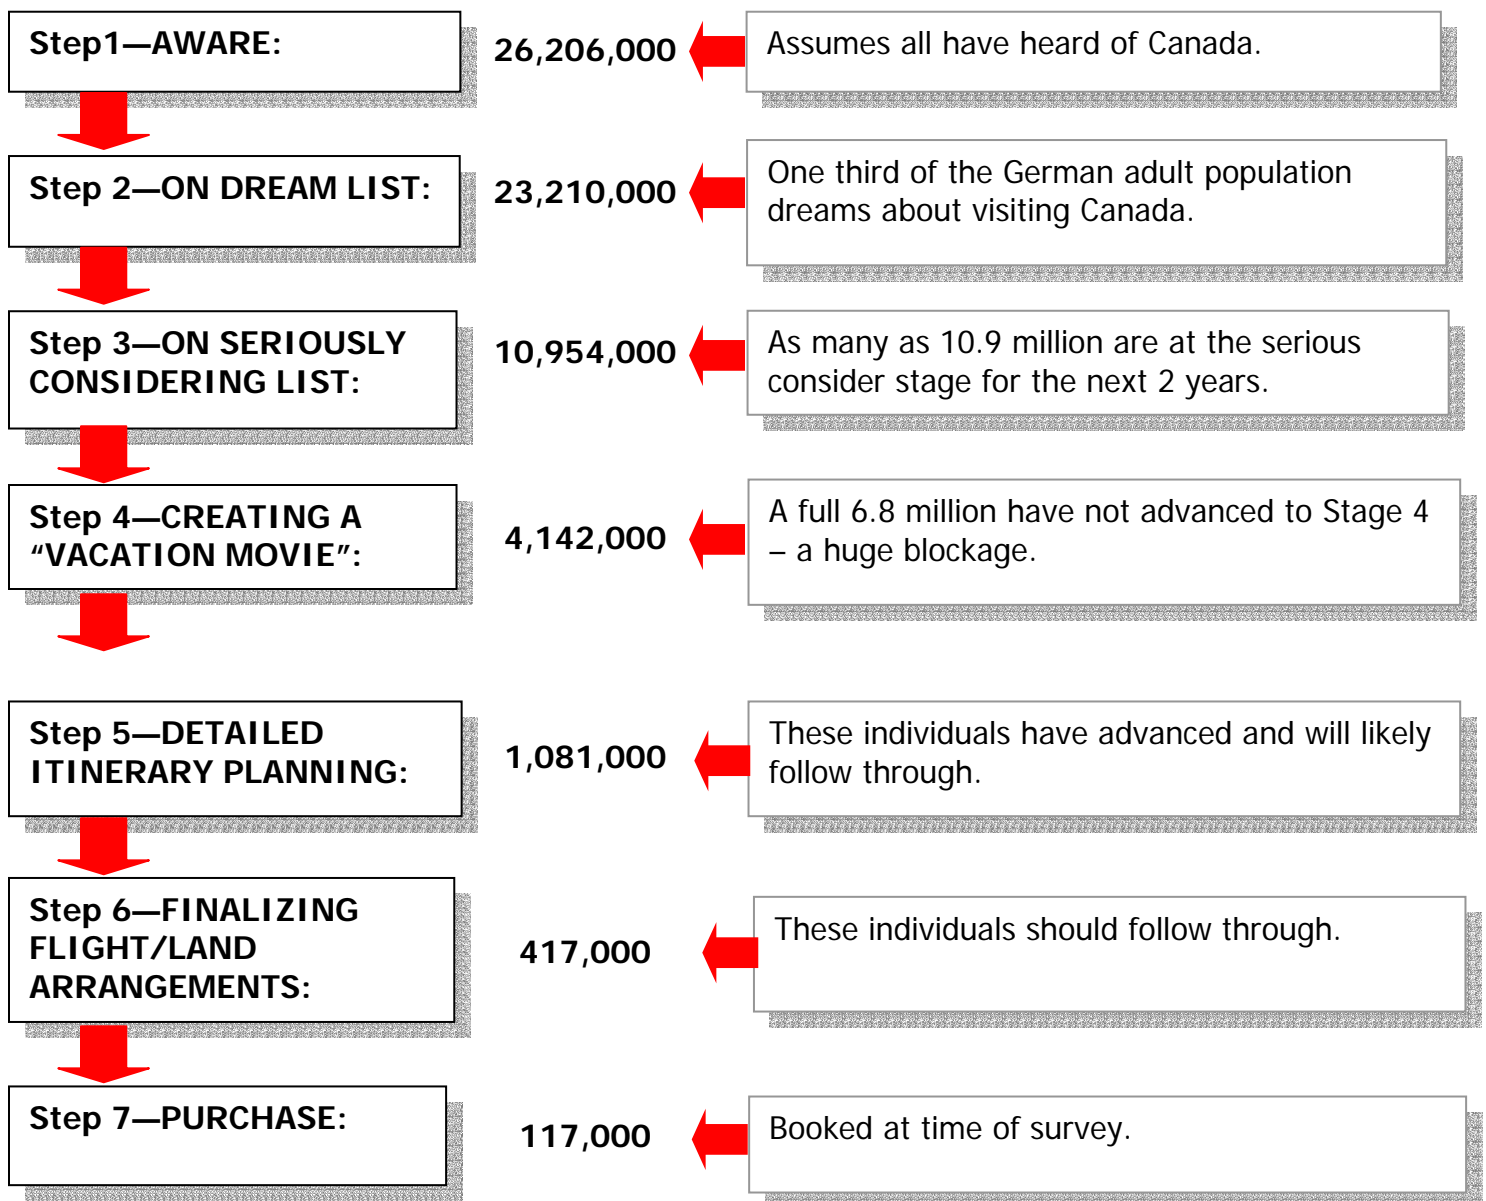 Step1—AWARE:
26,206,000
Assumes all have heard of Canada.
Step 2—ON DREAM LIST:
23,210,000
One third of the German adult population
dreams about visiting Canada.
Step 3—ON SERIOUSLY
CONSIDERING LIST:
10,954,000
As many as 10.9 million are at the serious
consider stage for the next 2 years.
Step 4—CREATING A
“VACATION MOVIE”:
4,142,000
A full 6.8 million have not advanced to Stage 4
– a huge blockage.
Step 5—DETAILED
ITINERARY PLANNING:
1,081,000
These individuals have advanced and will likely
follow through.
Step 6—FINALIZING
FLIGHT/LAND
ARRANGEMENTS:
417,000
These individuals should follow through.
Step 7—PURCHASE:
117,000
Booked at time of survey.